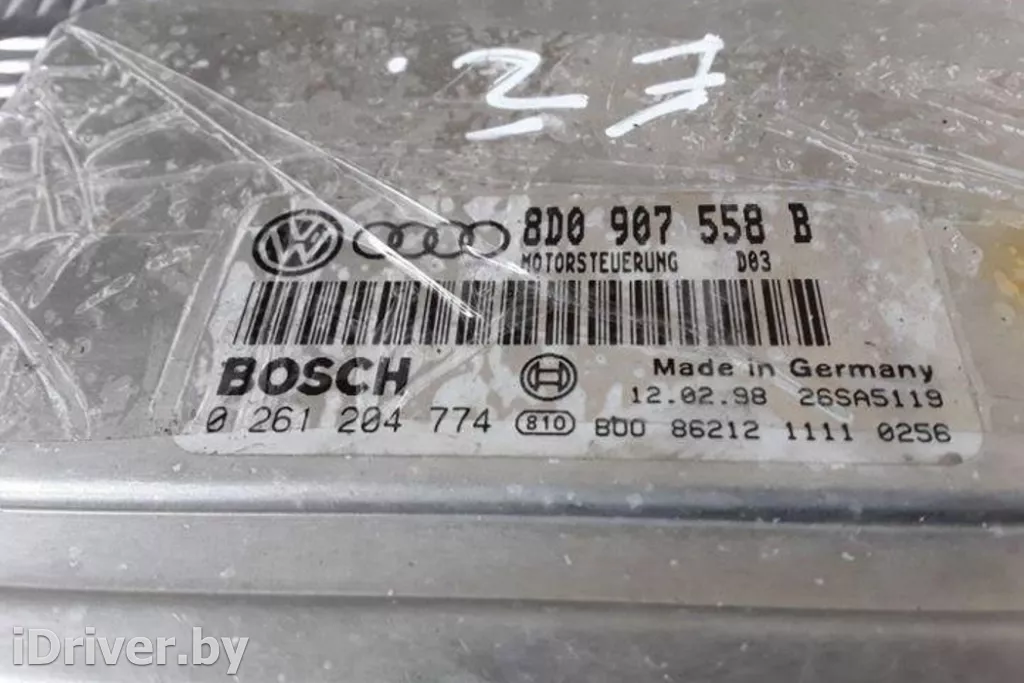 27
8D0 907 558 B
MOTORSTEUERUNG D03
BOSCH
Made in Germany
12.02.98 26SA5119
0 261 204 774 810 8D0 86212 1111 0256
iDriver.by